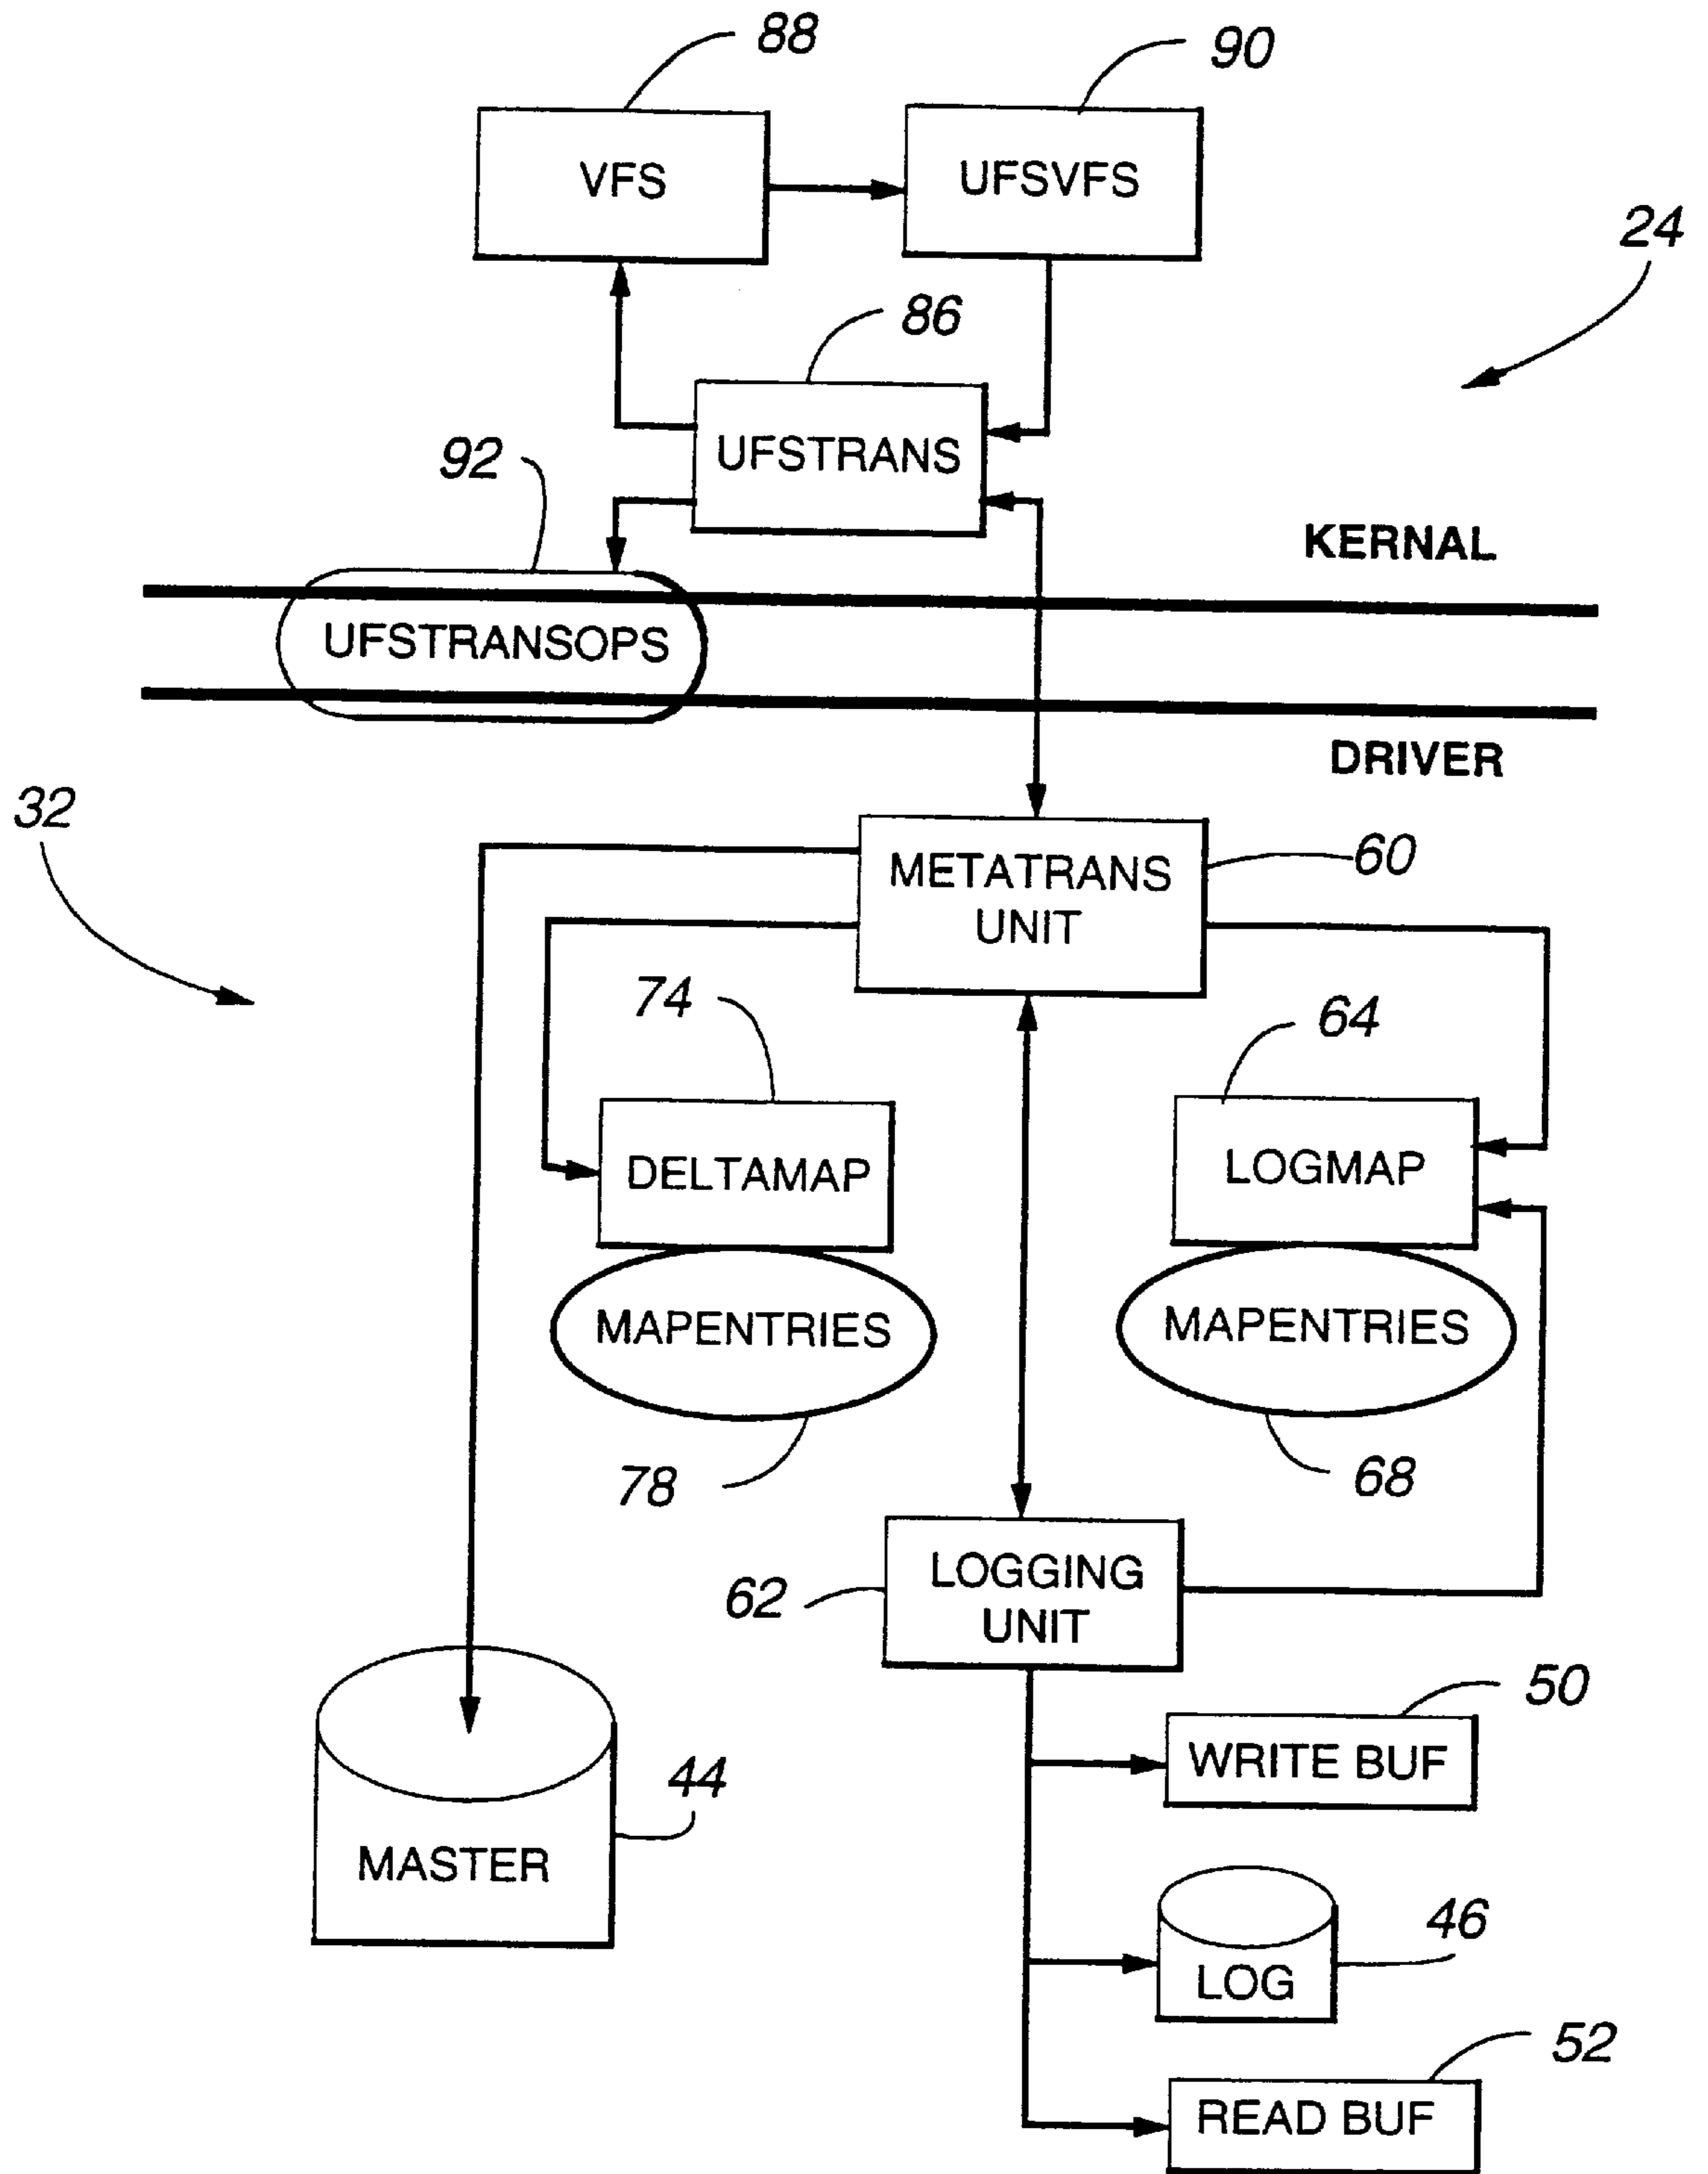 88
90
VFS
UFSVFS
24
86
UFSTRANS
92
KERNAL
UFSTRANSOPS
DRIVER
32
METATRANS
UNIT
60
74
64
DELTAMAP
LOGMAP
MAPENTRIES
MAPENTRIES
78
68
LOGGING
UNIT
62
50
WRITE BUF
44
MASTER
46
LOG
52
READ BUF